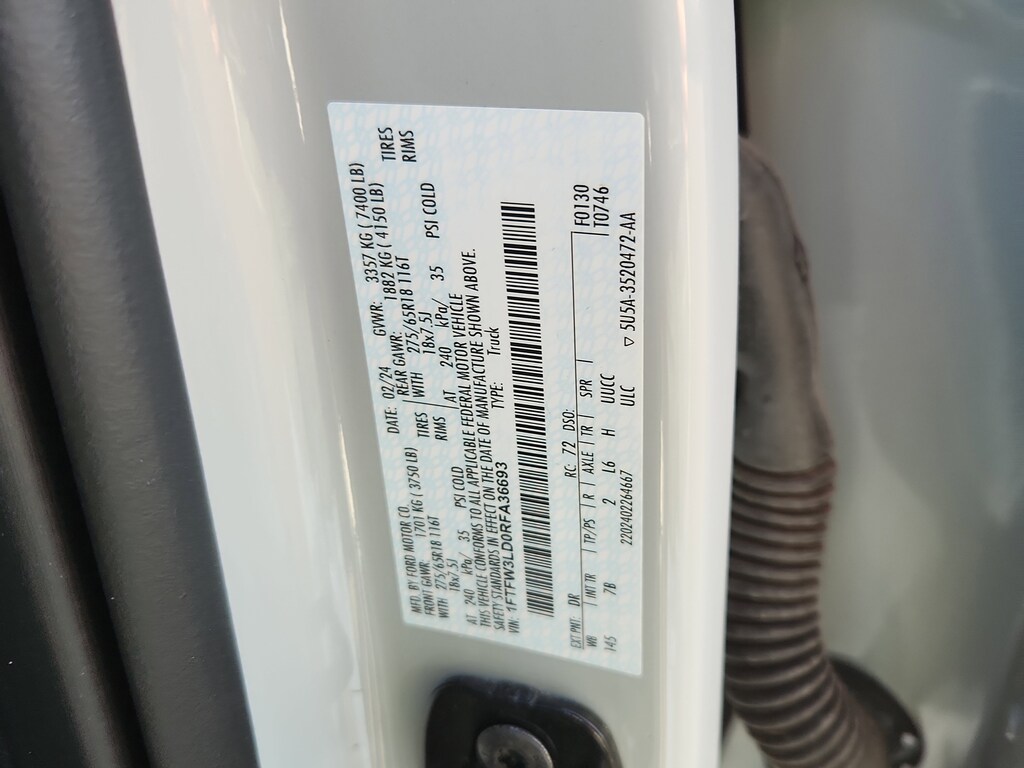 MFD. BY FORD MOTOR CO.
DATE: 02/24 GVWR: 3357 KG ( 7400 LB)
FRONT GAWR: 1701 KG ( 3750 LB)
REAR GAWR: 1882 KG ( 4150 LB)
WITH 275/65R18 116T TIRES
WITH 275/65R18 116T TIRES
18x7.5J RIMS
18x7.5J RIMS
AT 240 kPa/ 35 PSI COLD
AT 240 kPa/ 35 PSI COLD
THIS VEHICLE CONFORMS TO ALL APPLICABLE FEDERAL MOTOR VEHICLE
SAFETY STANDARDS IN EFFECT ON THE DATE OF MANUFACTURE SHOWN ABOVE.
VIN: 1FTFW3LD0RFA36693 TYPE: Truck
EXT PNT: DR RC: 72 DSO: F0130
WB INT TR TP/PS R AXLE TR SPR T0746
145 7B 2 L6 H UUCC
2202402264667 ULC ▽ 5U5A-3520472-AA